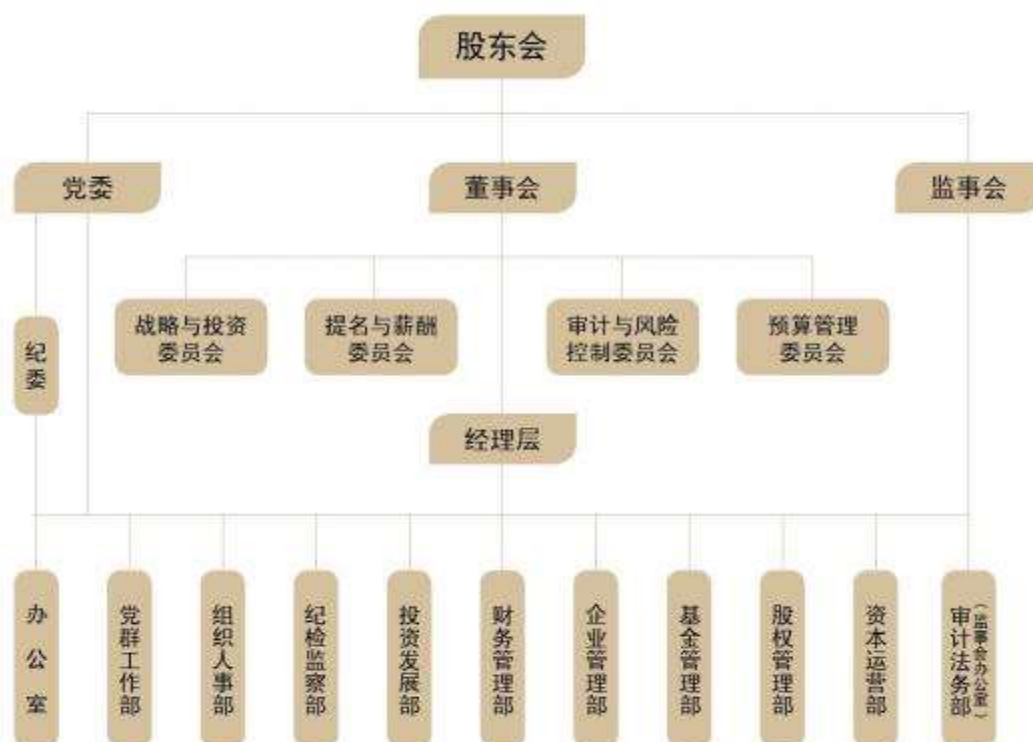 股东会
党委
董事会
监事会
纪委
战略与投资
委员会
提名与薪酬
委员会
审计与风险
控制委员会
预算管理
委员会
经理层
办公室
党群工作部
组织人事部
纪检监察部
投资发展部
财务管理部
企业管理部
基金管理部
股权管理部
资本运营部
审计法务部
(监事会办公室)